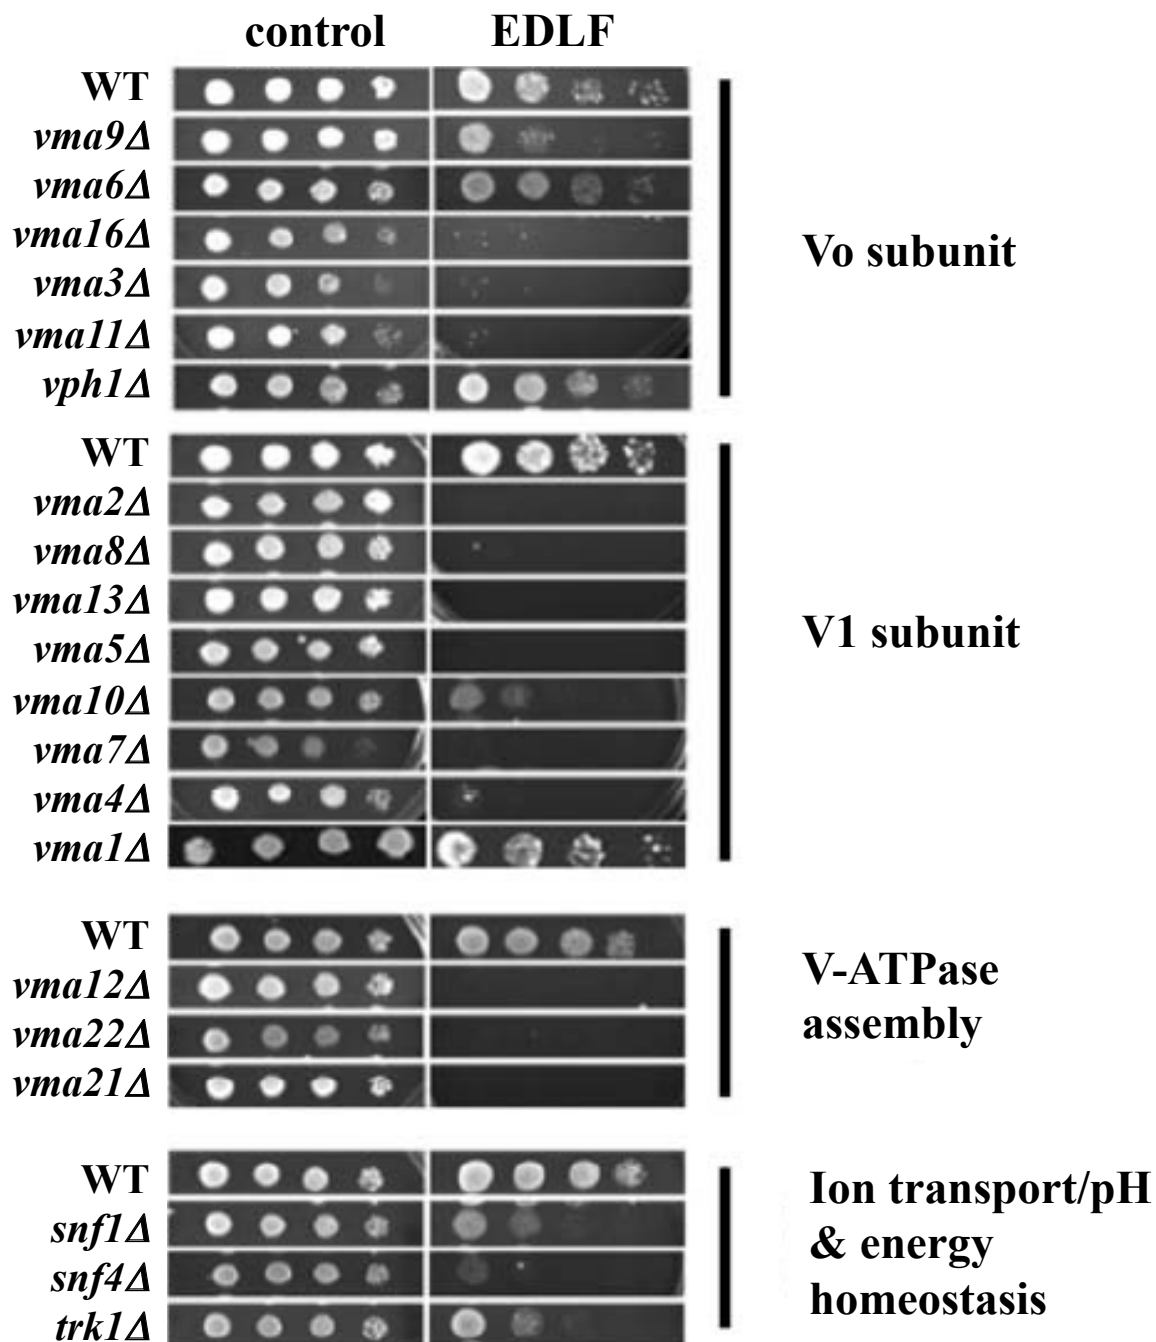 control EDLF
WT
vma9Δ
vma6Δ
vma16Δ
vma3Δ
vma11Δ
vph1Δ
Vo subunit
WT
vma2Δ
vma8Δ
vma13Δ
vma5Δ
vma10Δ
vma7Δ
vma4Δ
vma1Δ
V1 subunit
WT
vma12Δ
vma22Δ
vma21Δ
V-ATPase
assembly
WT
snf1Δ
snf4Δ
trk1Δ
Ion transport/pH
& energy
homeostasis